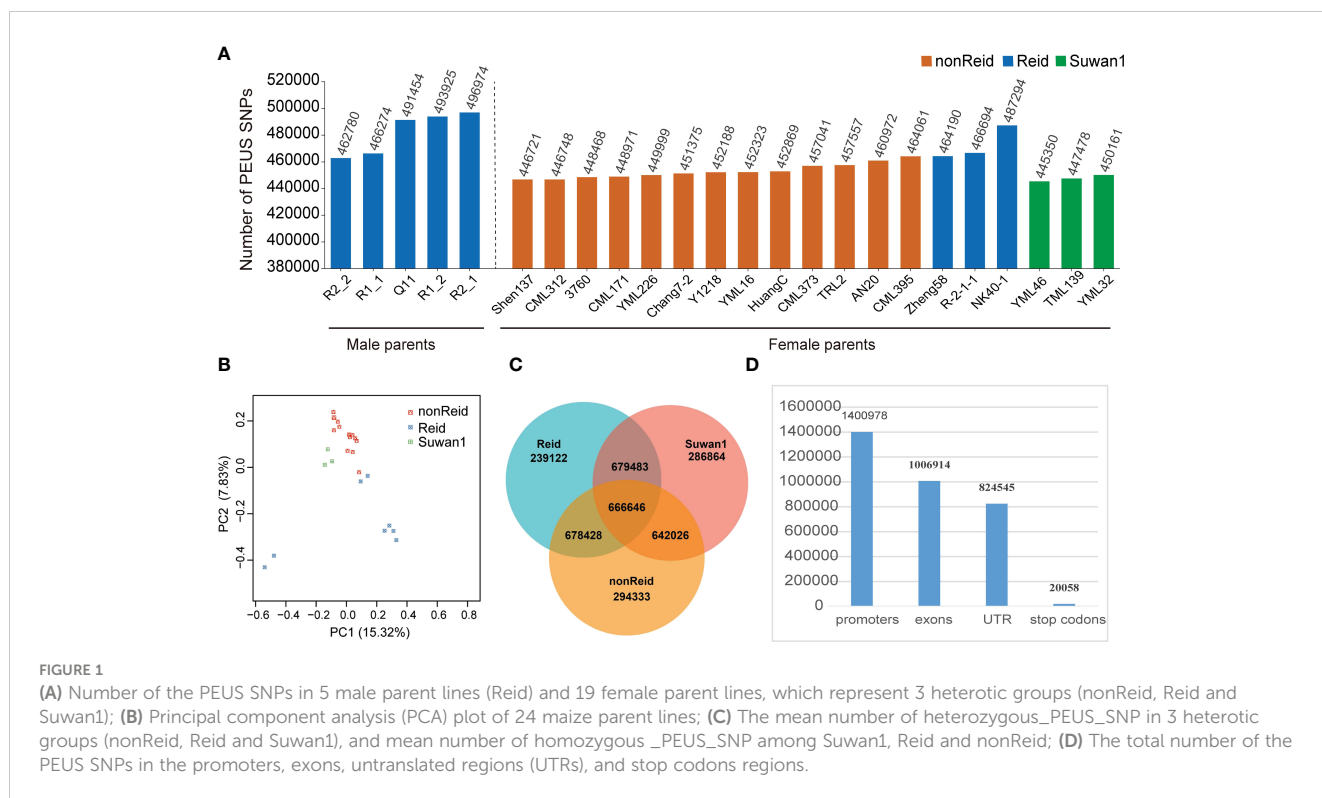 A
nonReid Reid Suwan1
Number of PEUS SNPs
520000
500000
480000
460000
440000
420000
400000
380000
462780 466274 491454 493925 496974 446721 446748 448468 448971 449999 451375 452188 452323 452869 457041 457557 460972 464061 464190 466694 487294 445350 447478 450161
R2_2 R1_1 Q11 R1_2 R2_1 Shen137 CML312 3760 CML171 YML226 Chang7-2 Y1218 YML16 HuangC CML373 TRL2 AN20 CML395 Zheng58 R-2-1-1 NK40-1 YML46 TML139 YML32
Male parents Female parents
B
nonReid
Reid
Suwan1
PC2 (7.83%)
0.2
0.0
−0.2
−0.4
−0.6 −0.4 −0.2 0.0 0.2 0.4 0.6 0.8
PC1 (15.32%)
C
Reid
239122
Suwan1
286864
679483
666646
678428
642026
nonReid
294333
D
1600000
1400000
1200000
1000000
800000
600000
400000
200000
0
1400978
1006914
824545
20058
promoters exons UTR stop codons
FIGURE 1
(A) Number of the PEUS SNPs in 5 male parent lines (Reid) and 19 female parent lines, which represent 3 heterotic groups (nonReid, Reid and
Suwan1); (B) Principal component analysis (PCA) plot of 24 maize parent lines; (C) The mean number of heterozygous_PEUS_SNP in 3 heterotic
groups (nonReid, Reid and Suwan1), and mean number of homozygous _PEUS_SNP among Suwan1, Reid and nonReid; (D) The total number of the
PEUS SNPs in the promoters, exons, untranslated regions (UTRs), and stop codons regions.